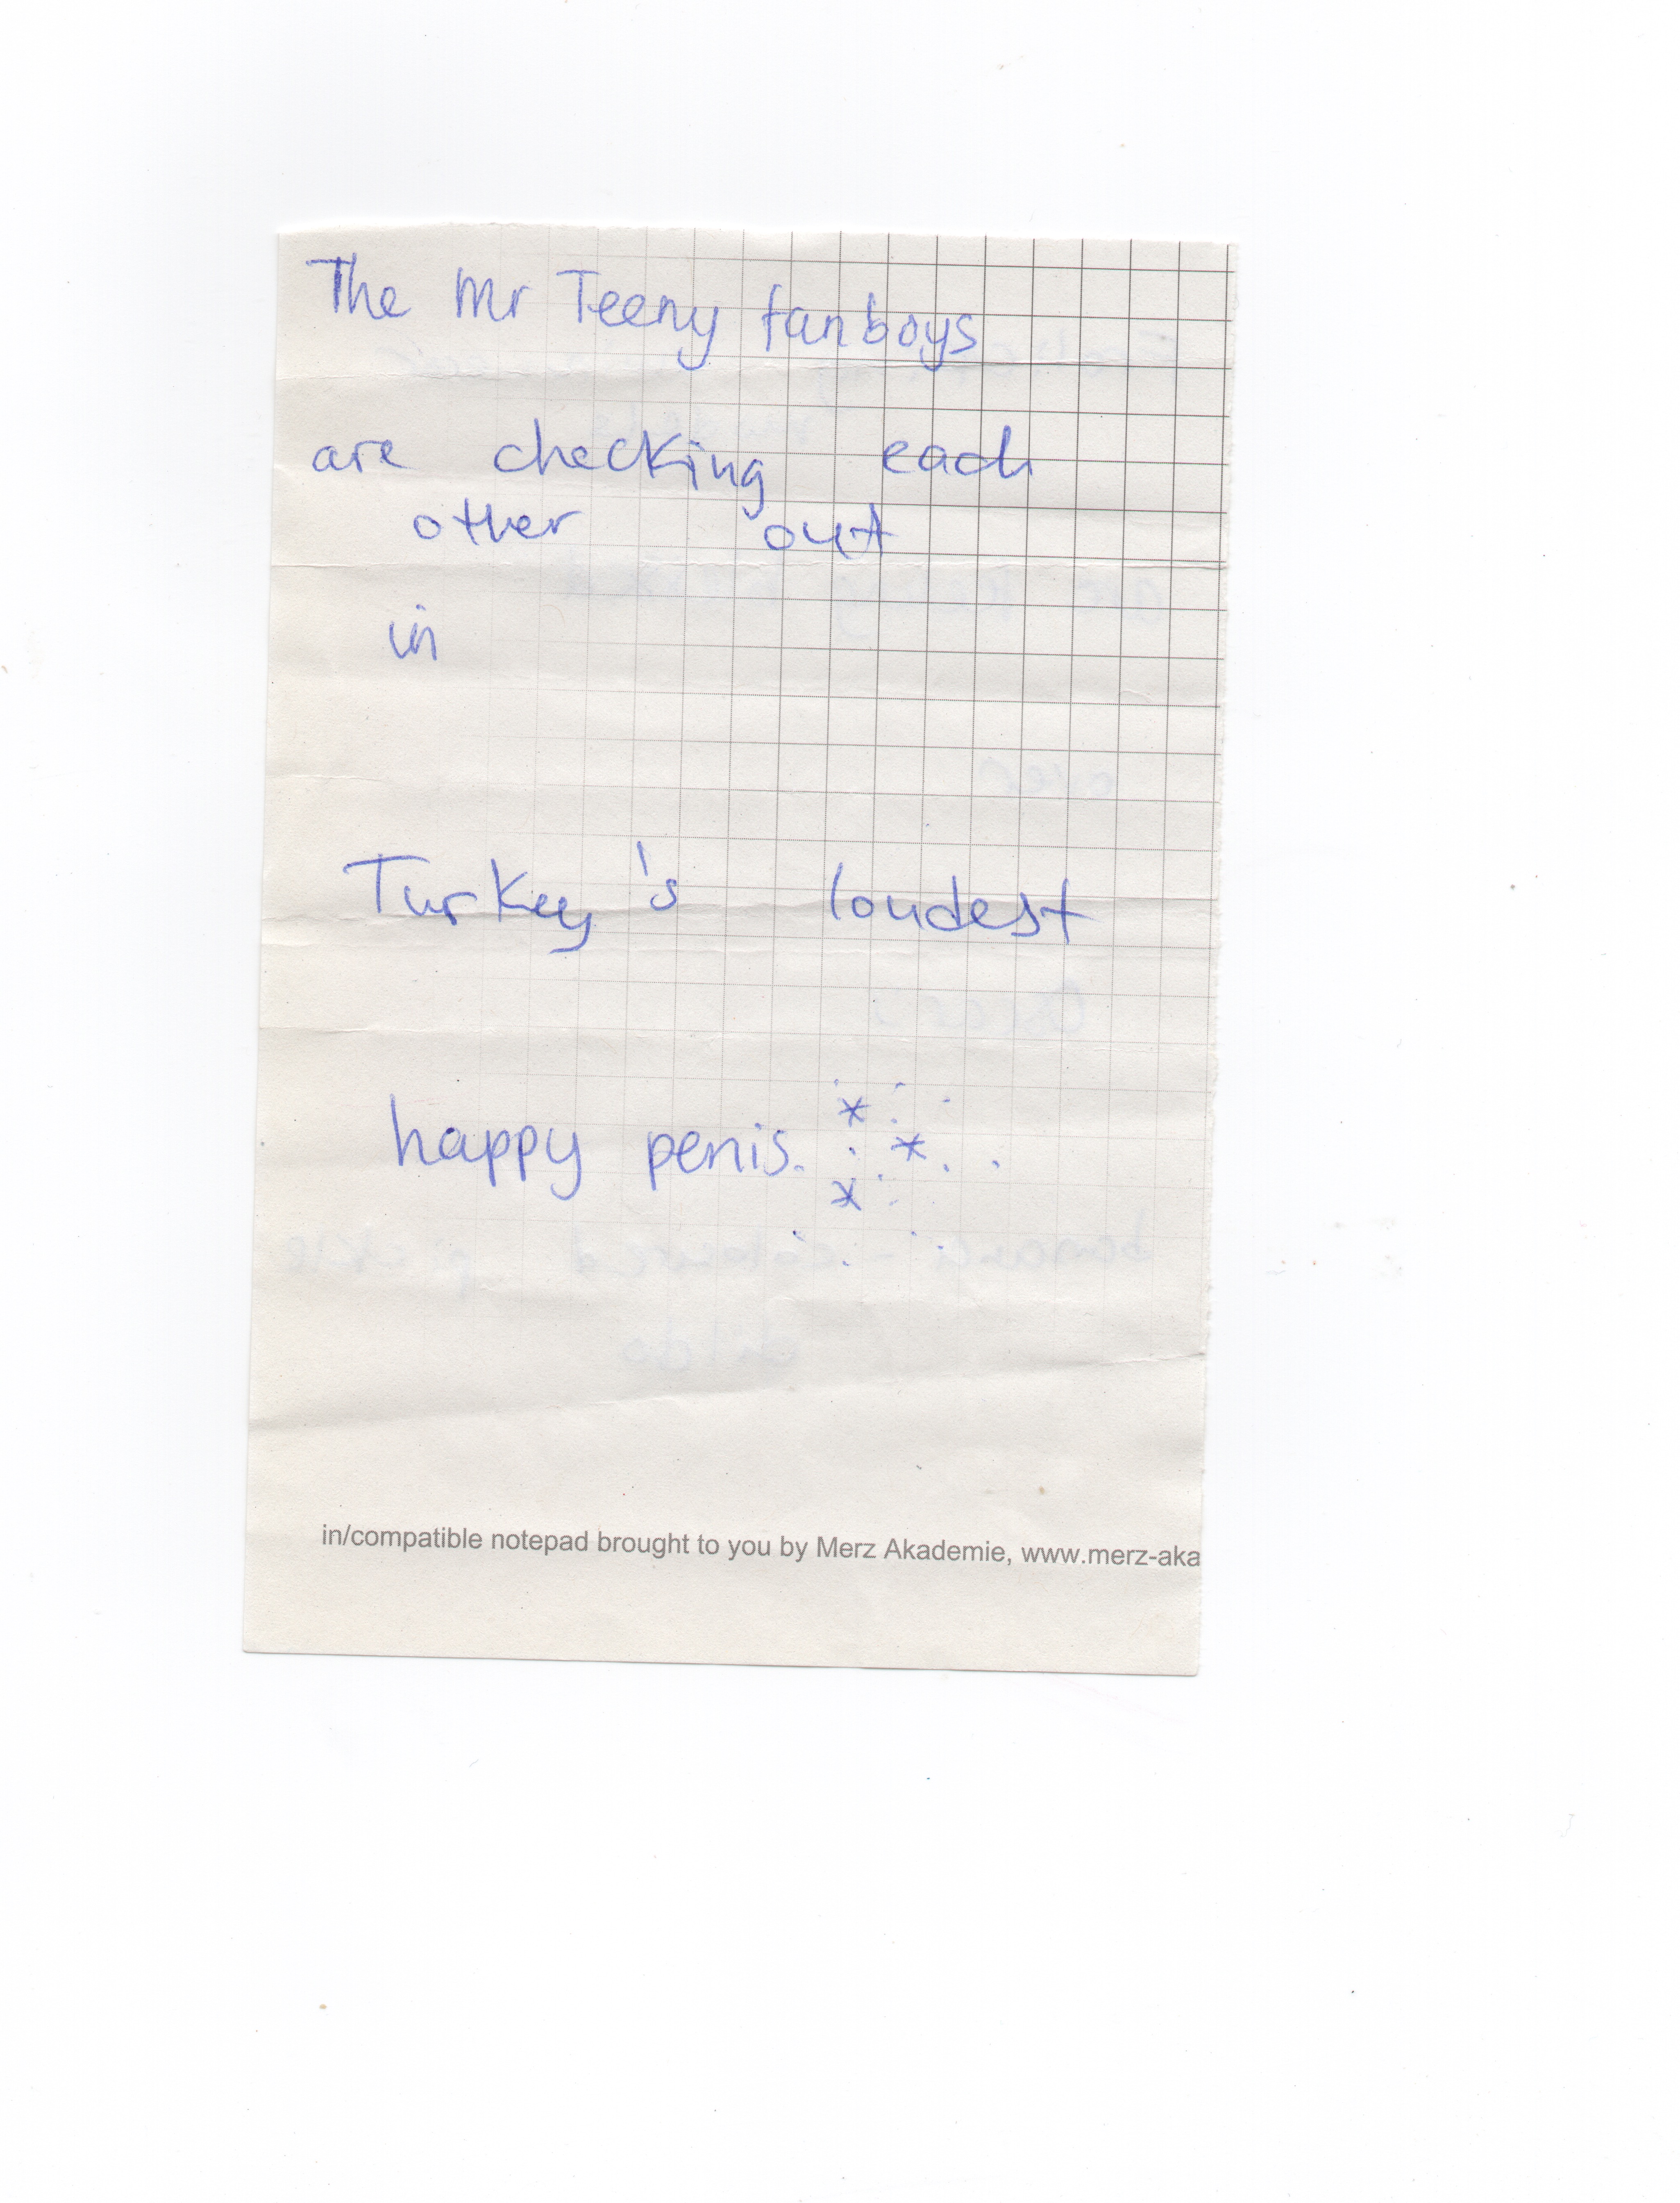 The Mr Teeny fanboys
are checking each
other out
in
Turkey's loudest
happy penis.
in/compatible notepad brought to you by Merz Akademie, www.merz-aka